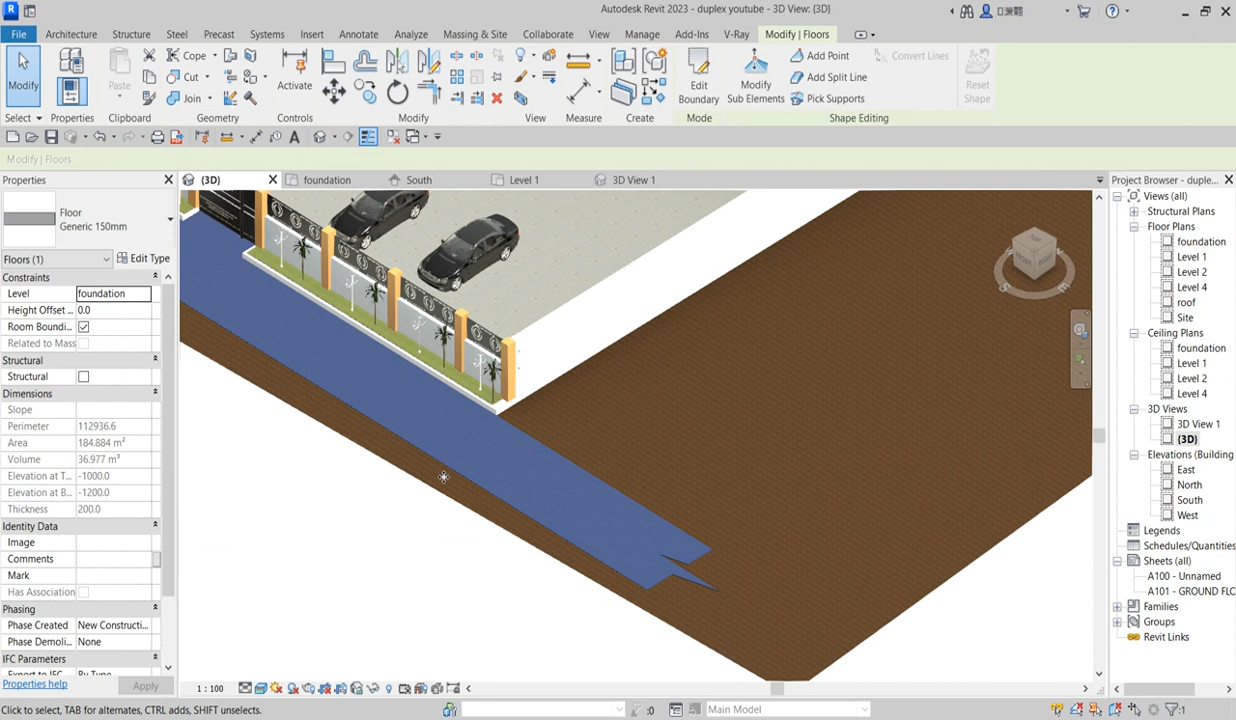 Autodesk Revit 2023 - duplex youtube - 3D View: {3D}
File Architecture Structure Steel Precast Systems Insert Annotate Analyze Massing & Site Collaborate View Manage Add-Ins V-Ray Modify | Floors
Modify
Paste
Cope
Cut
Join
Activate
Edit
Boundary
Modify
Sub Elements
Add Point
Add Split Line
Pick Supports
Convert Lines
Reset
Shape
Select Properties Clipboard Geometry Controls Modify View Measure Create Mode Shape Editing
Modify | Floors
Properties
{3D} foundation South Level 1 3D View 1
Project Browser - duple...
Floor
Generic 150mm
Floors (1) Edit Type
Constraints
Level foundation
Height Offset ... 0.0
Room Boundi...
Related to Mass
Structural
Structural
Dimensions
Slope
Perimeter 112936.6
Area 184.884 m²
Volume 36.977 m³
Elevation at T... -1000.0
Elevation at B... -1200.0
Thickness 200.0
Identity Data
Image
Comments
Mark
Has Association
Phasing
Phase Created New Constructi...
Phase Demoli... None
IFC Parameters
Export to IFC By Type
Properties help Apply
Views (all)
Structural Plans
Floor Plans
foundation
Level 1
Level 2
Level 4
roof
Site
Ceiling Plans
foundation
Level 1
Level 2
Level 4
3D Views
3D View 1
{3D}
Elevations (Building
East
North
South
West
Legends
Schedules/Quantities
Sheets (all)
A100 - Unnamed
A101 - GROUND FLO
Families
Groups
Revit Links
1 : 100
Click to select, TAB for alternates, CTRL adds, SHIFT unselects.
:0
Main Model
:1